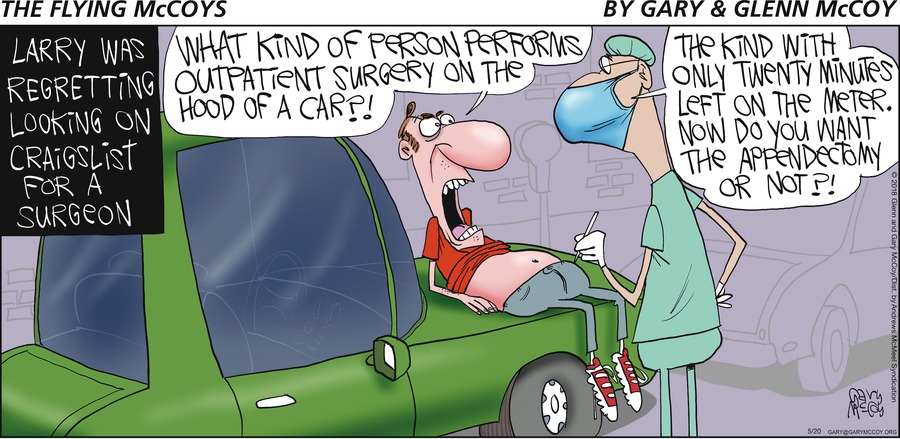 THE FLYING McCOYS
BY GARY & GLENN McCOY
LARRY WAS
REGRETTING
LOOKING ON
CRAIGSLIST
FOR A
SURGEON
WHAT KIND OF PERSON PERFORMS
OUTPATIENT SURGERY ON THE
HOOD OF A CAR?!
THE KIND WITH
ONLY TWENTY MINUTES
LEFT ON THE METER.
NOW DO YOU WANT
THE APPENDECTOMY
OR NOT?!
© 2018 Glenn and Gary McCoy/Dist. by Andrews McMeel Syndication
GARY
McCOY
5/20 GARY@GARYMCCOY.ORG